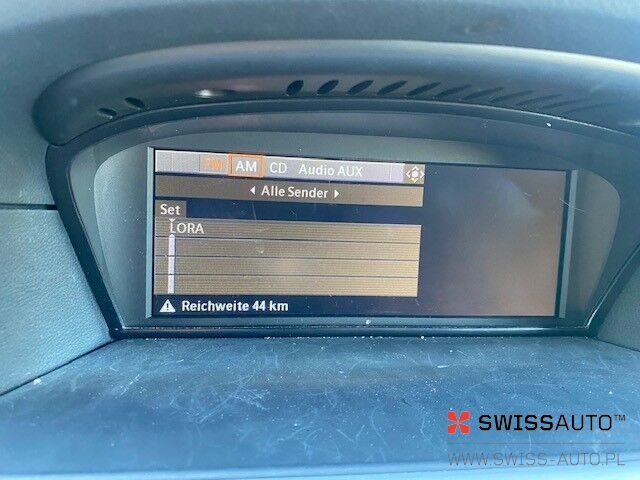 FM AM CD Audio AUX
Alle Sender
Set
LORA
Reichweite 44 km
SWISSAUTO™
WWW.SWISS-AUTO.PL